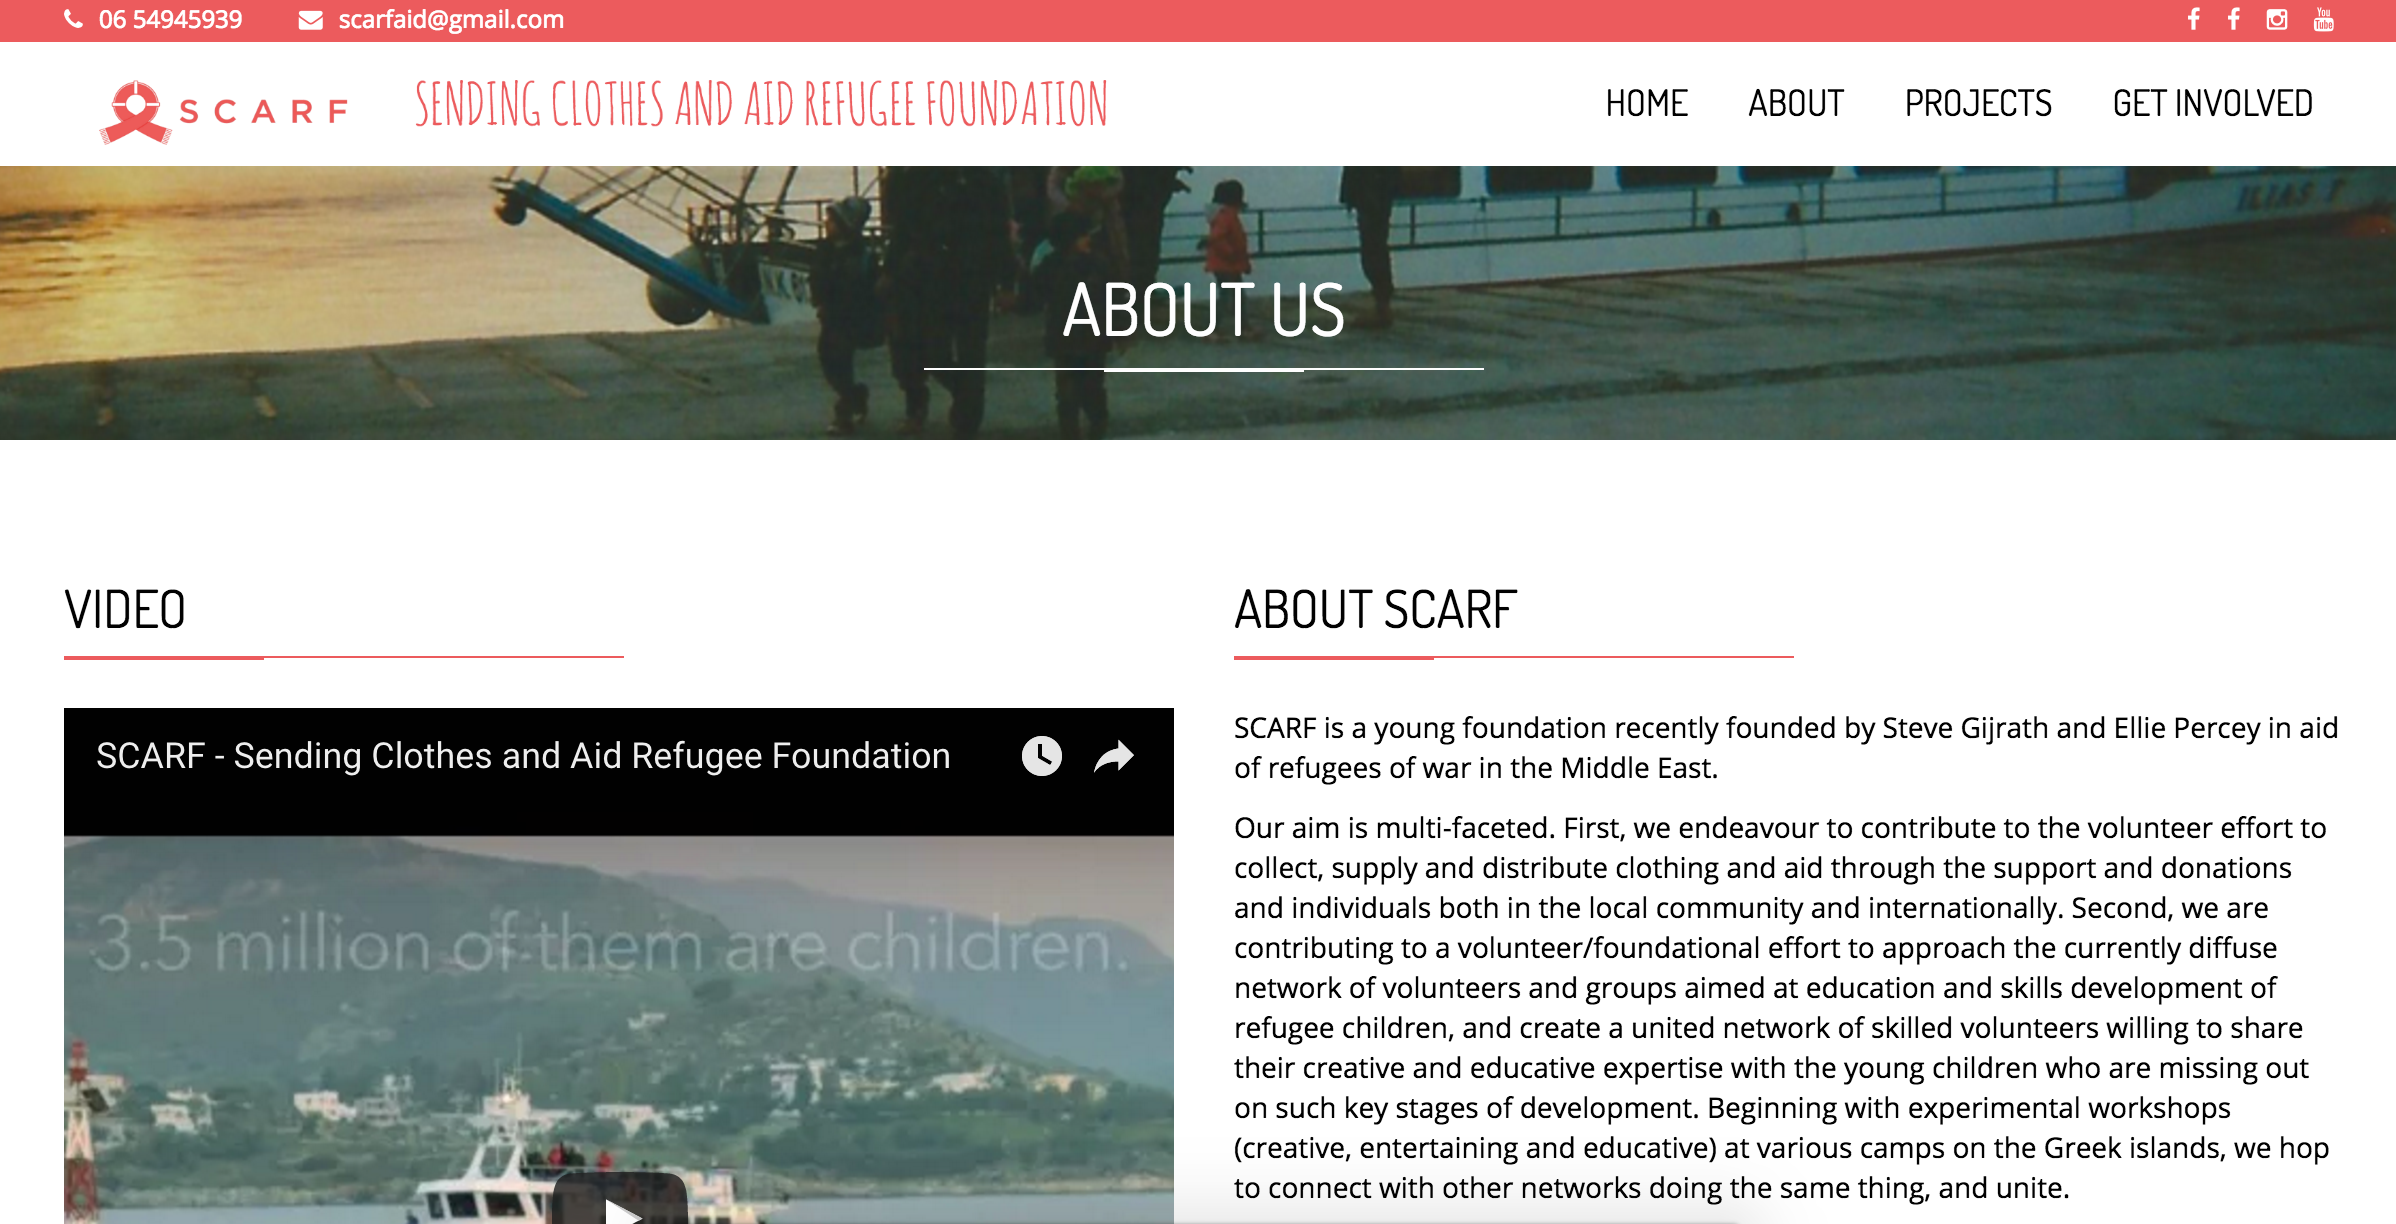 06 54945939
scarfaid@gmail.com
You
Tube
SCARF
SENDING CLOTHES AND AID REFUGEE FOUNDATION
HOME
ABOUT
PROJECTS
GET INVOLVED
ILIAS T
ABOUT US
VIDEO
SCARF - Sending Clothes and Aid Refugee Foundation
3.5 million of them are children.
ABOUT SCARF
SCARF is a young foundation recently founded by Steve Gijrath and Ellie Percey in aid
of refugees of war in the Middle East.
Our aim is multi-faceted. First, we endeavour to contribute to the volunteer effort to
collect, supply and distribute clothing and aid through the support and donations
and individuals both in the local community and internationally. Second, we are
contributing to a volunteer/foundational effort to approach the currently diffuse
network of volunteers and groups aimed at education and skills development of
refugee children, and create a united network of skilled volunteers willing to share
their creative and educative expertise with the young children who are missing out
on such key stages of development. Beginning with experimental workshops
(creative, entertaining and educative) at various camps on the Greek islands, we hop
to connect with other networks doing the same thing, and unite.